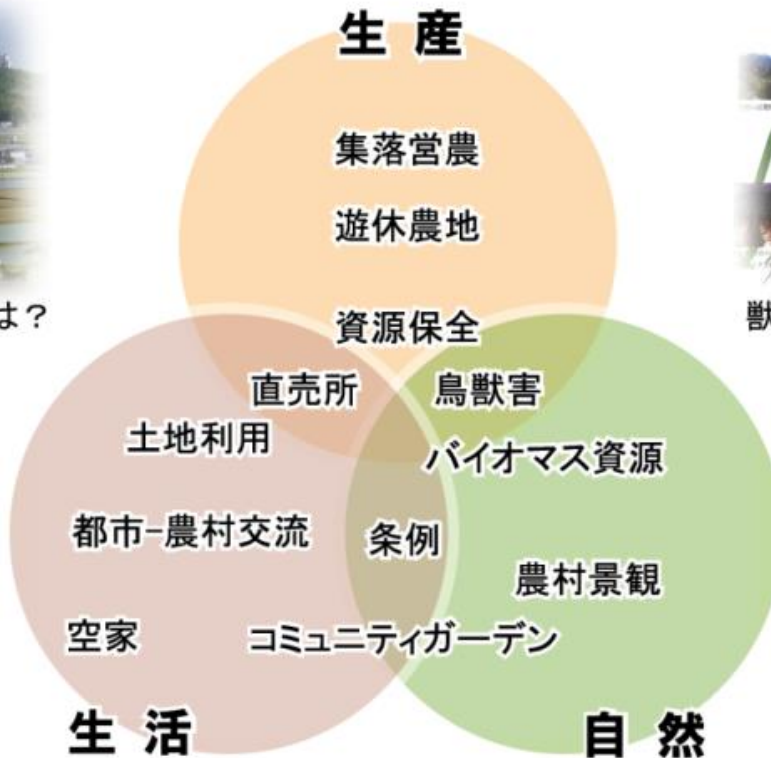 生 産
集落営農
遊休農地
は？
獣
資源保全
直売所
鳥獣害
土地利用
バイオマス資源
都市-農村交流
条例
農村景観
空家
コミュニティガーデン
生 活
自 然